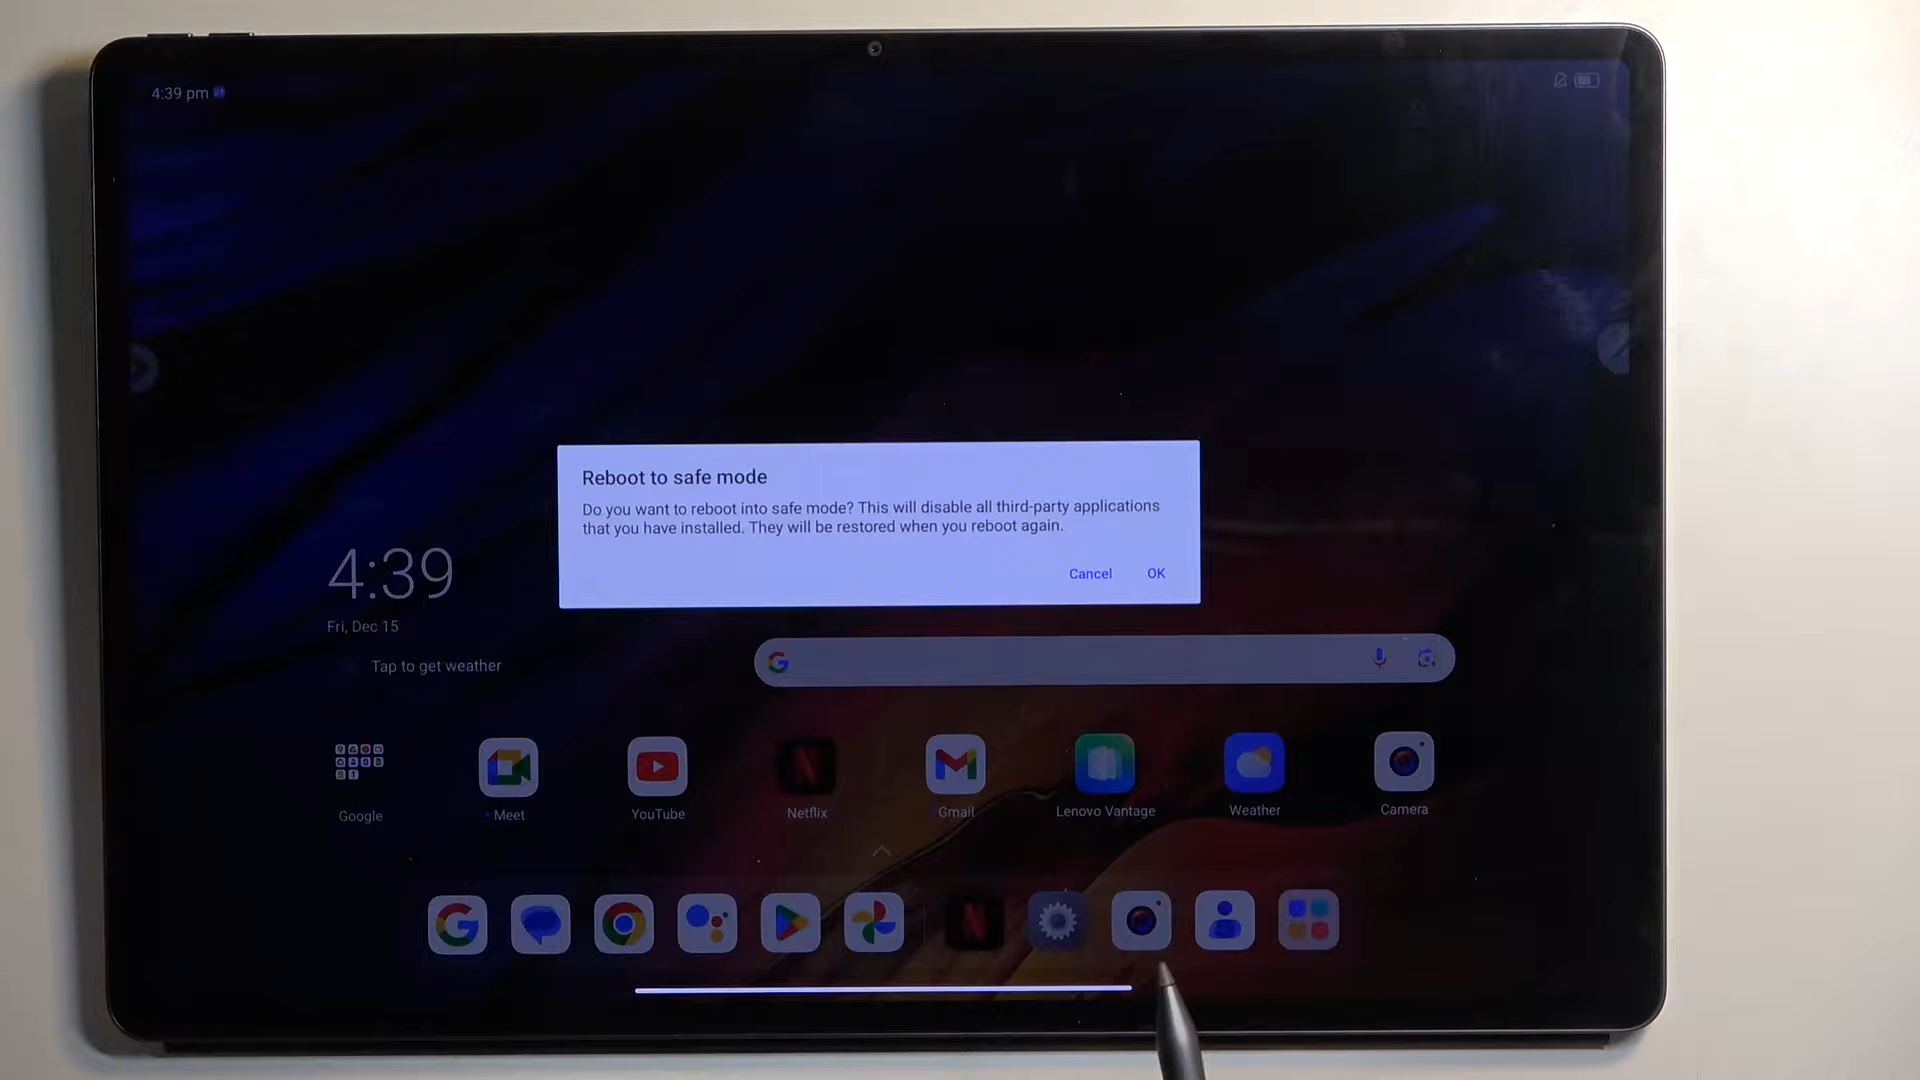 4:39 pm
Reboot to safe mode
Do you want to reboot into safe mode? This will disable all third-party applications
that you have installed. They will be restored when you reboot again.
Cancel OK
4:39
Fri, Dec 15
Tap to get weather
Google Meet YouTube Netflix Gmail Lenovo Vantage Weather Camera